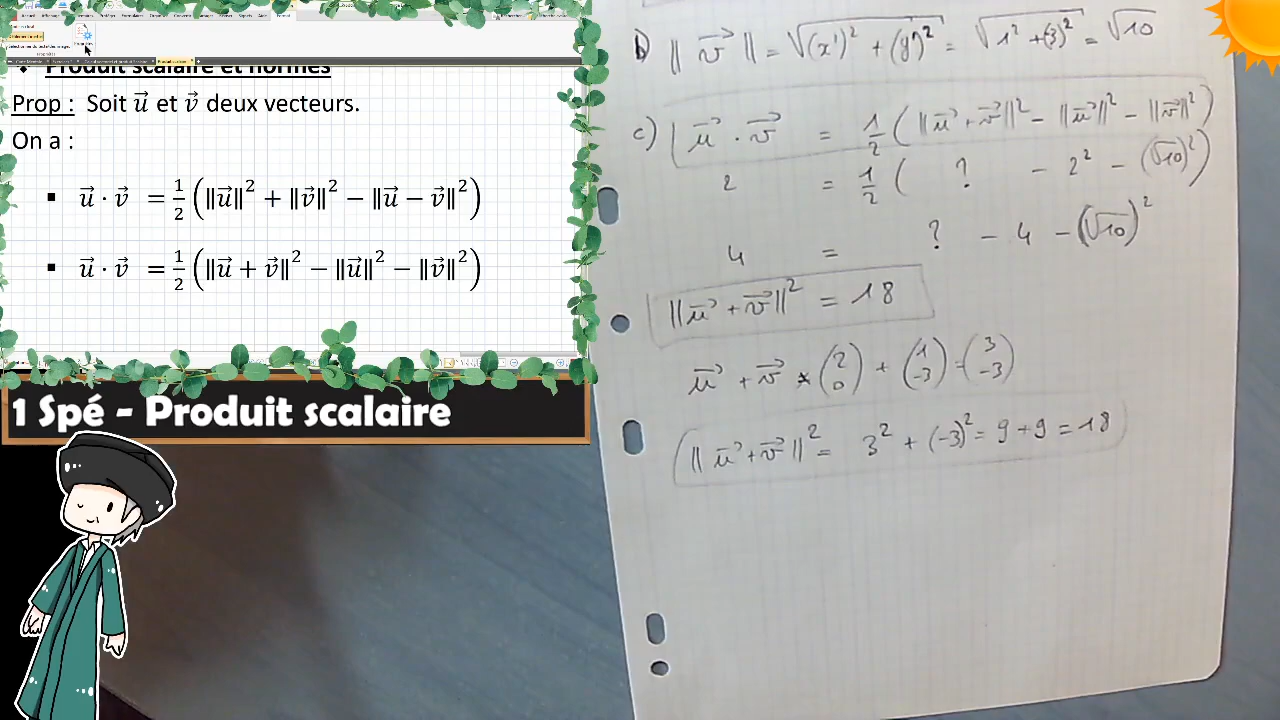 Produit scalaire et normes
Prop : Soit u⃗ et v⃗ deux vecteurs.
On a :
▪ u⃗ · v⃗ = 1/2 (‖u⃗‖² + ‖v⃗‖² − ‖u⃗ − v⃗‖²)
▪ u⃗ · v⃗ = 1/2 (‖u⃗ + v⃗‖² − ‖u⃗‖² − ‖v⃗‖²)
1 Spé - Produit scalaire
b) ‖ v⃗ ‖ = √((x')² + (y')²) = √(1² + (3)²) = √10
c) u⃗ · v⃗ = 1/2 ( ‖u⃗ + v⃗‖² − ‖u⃗‖² − ‖v⃗‖² )
2 = 1/2 ( ? − 2² − (√10)² )
4 = ? − 4 − (√10)²
‖u⃗ + v⃗‖² = 18
u⃗ + v⃗ (2 0) + (1 -3) = (3 -3)
‖u⃗ + v⃗‖² = 3² + (-3)² = 9 + 9 = 18